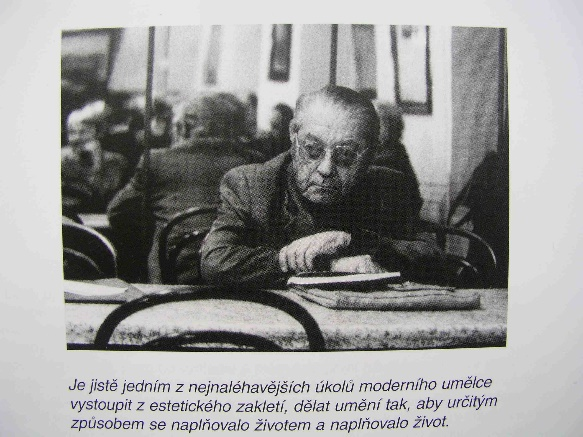 Je jistě jedním z nejnaléhavějších úkolů moderního umělce
vystoupit z estetického zakletí, dělat umění tak, aby určitým
způsobem se naplňovalo životem a naplňovalo život.